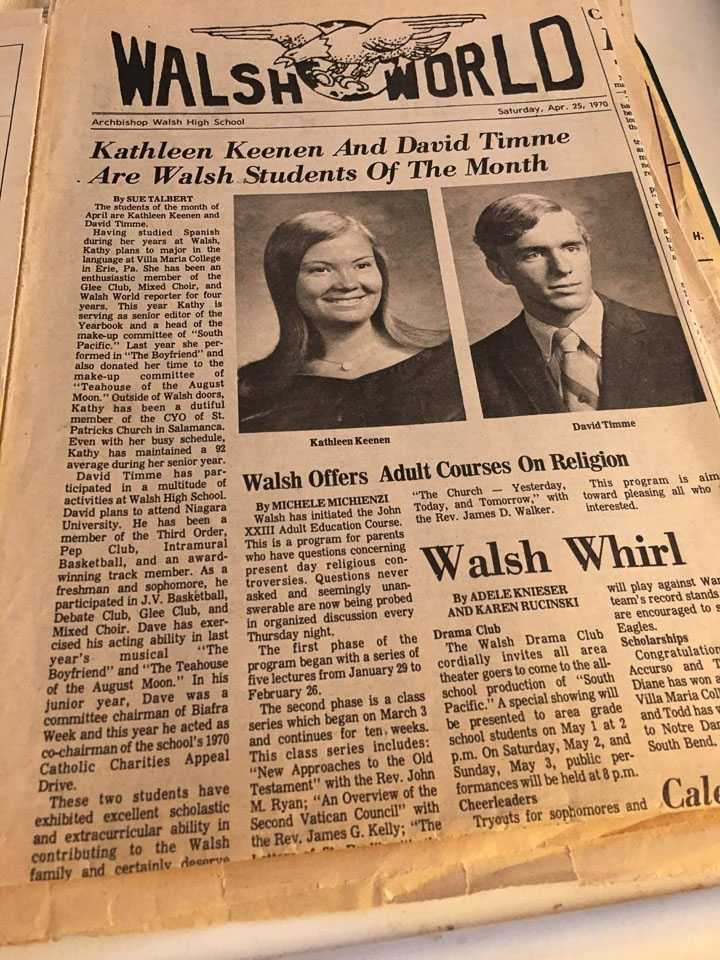 WALSH WORLD
Archbishop Walsh High School
Saturday, Apr. 25, 1970
Kathleen Keenen And David Timme
Are Walsh Students Of The Month
By SUE TALBERT
The students of the month of
April are Kathleen Keenen and
David Timme.
Having studied Spanish
during her years at Walsh,
Kathy plans to major in the
language at Villa Maria College
in Erie, Pa. She has been an
enthusiastic member of the
Glee Club, Mixed Choir, and
Walsh World reporter for four
years. This year Kathy is
serving as senior editor of the
Yearbook and a head of the
make-up committee of "South
Pacific." Last year she per-
formed in "The Boyfriend" and
also donated her time to the
make-up committee of
"Teahouse of the August
Moon." Outside of Walsh doors,
Kathy has been a dutiful
member of the CYO of St.
Patricks Church in Salamanca.
Even with her busy schedule,
Kathy has maintained a 92
average during her senior year.
David Timme has par-
ticipated in a multitude of
activities at Walsh High School.
David plans to attend Niagara
University. He has been a
member of the Third Order,
Pep Club, Intramural
Basketball, and an award-
winning track member. As a
freshman and sophomore, he
participated in J.V. Basketball,
Debate Club, Glee Club, and
Mixed Choir. Dave has exer-
cised his acting ability in last
year's musical "The
Boyfriend" and "The Teahouse
of the August Moon." In his
junior year, Dave was a
committee chairman of Biafra
Week and this year he acted as
co-chairman of the school's 1970
Catholic Charities Appeal
Drive.
These two students have
exhibited excellent scholastic
and extracurricular ability in
contributing to the Walsh
family and certainly deserve
Kathleen Keenen
David Timme
Walsh Offers Adult Courses On Religion
By MICHELE MICHIENZI
Walsh has initiated the John
XXIII Adult Education Course.
This is a program for parents
who have questions concerning
present day religious con-
troversies. Questions never
asked and seemingly unan-
swerable are now being probed
in organized discussion every
Thursday night.
The first phase of the
program began with a series of
five lectures from January 29 to
February 26.
The second phase is a class
series which began on March 3
and continues for ten weeks.
This class series includes:
"New Approaches to the Old
Testament" with the Rev. John
M. Ryan; "An Overview of the
Second Vatican Council" with
the Rev. James G. Kelly; "The
"The Church — Yesterday,
Today, and Tomorrow," with
the Rev. James D. Walker.
This program is aim
toward pleasing all who
interested.
Walsh Whirl
By ADELE KNIESER
AND KAREN RUCINSKI
Drama Club
The Walsh Drama Club
cordially invites all area
theater goers to come to the all-
school production of "South
Pacific." A special showing will
be presented to area grade
school students on May 1 at 2
p.m. On Saturday, May 2, and
Sunday, May 3, public per-
formances will be held at 8 p.m.
Cheerleaders
Tryouts for sophomores and
will play against War
team's record stands
are encouraged to s
Eagles.
Scholarships
Congratulation
Accurso and T
Diane has won a
Villa Maria Col
and Todd has w
to Notre Dar
South Bend.
Cale
H.